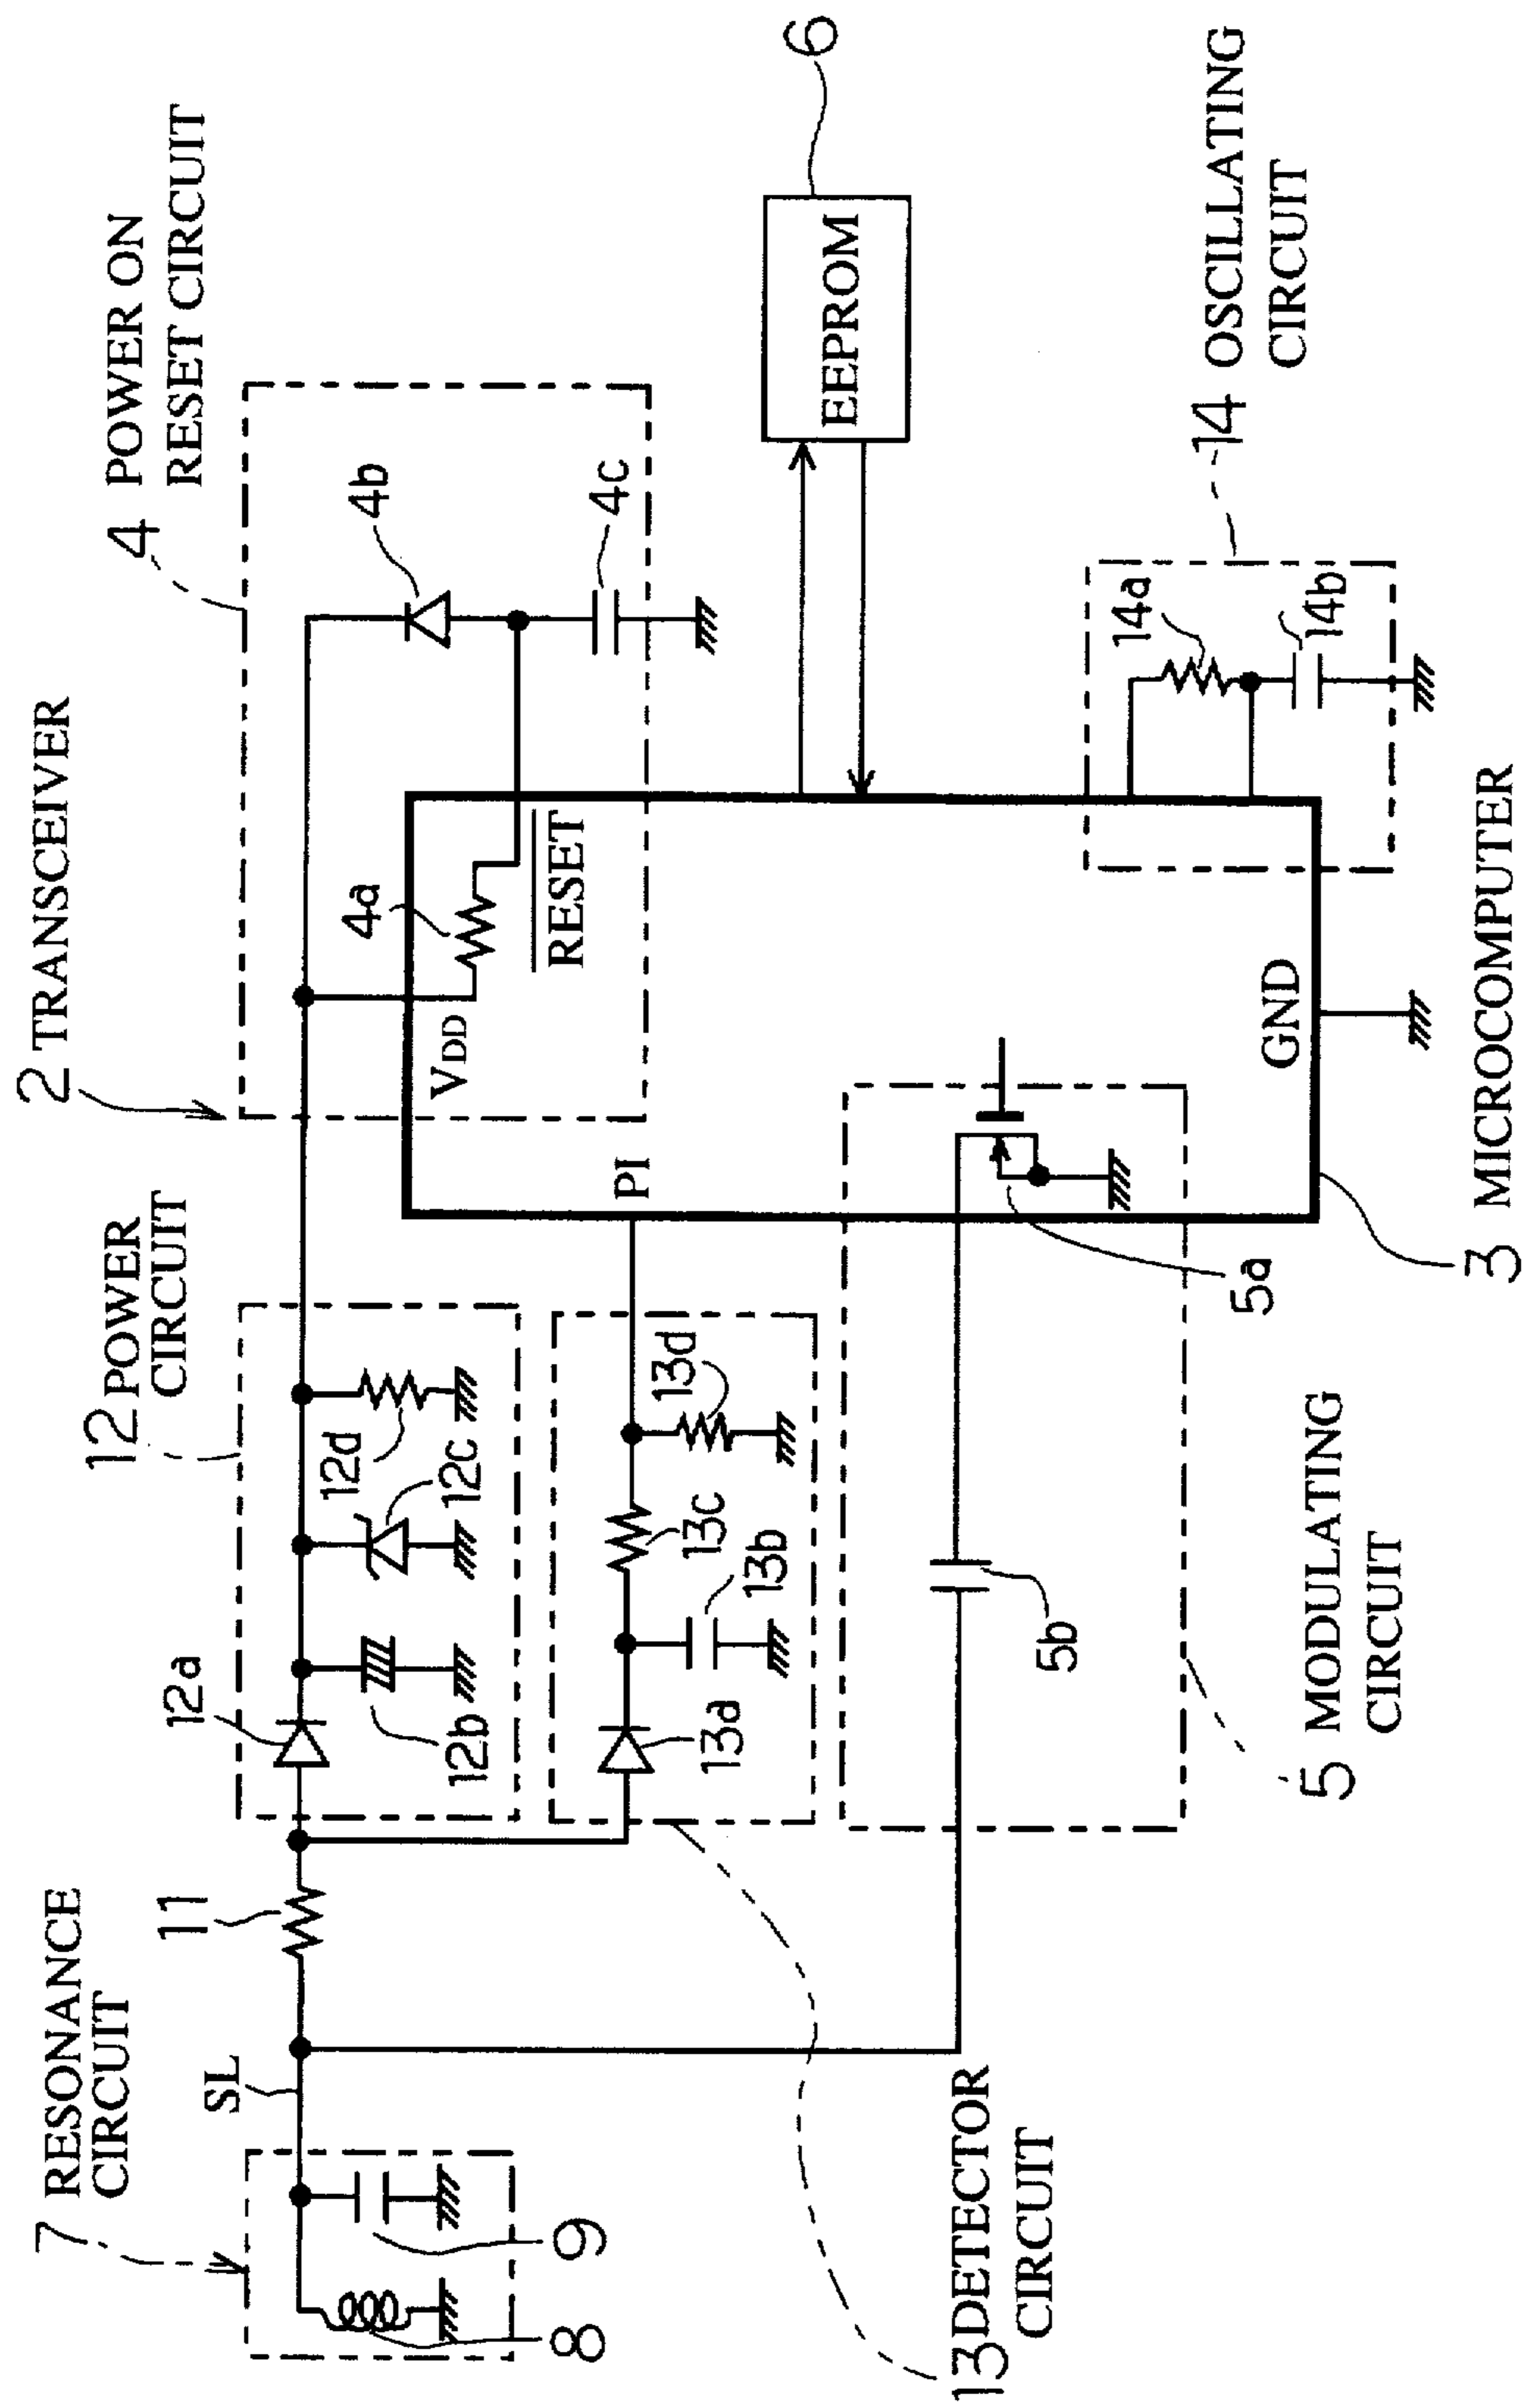 2 TRANSCEIVER
7 RESONANCE
CIRCUIT
SL
11
12 POWER
CIRCUIT
12a
12b
12c
12d
4 POWER ON
RESET CIRCUIT
4a
4b
4c
VDD
RESET
PI
8
9
13a
13b
13c
13d
13 DETECTOR
CIRCUIT
5a
5b
5 MODULATING
CIRCUIT
GND
3 MICROCOMPUTER
EEPROM
6
14a
14b
14 OSCILLATING
CIRCUIT